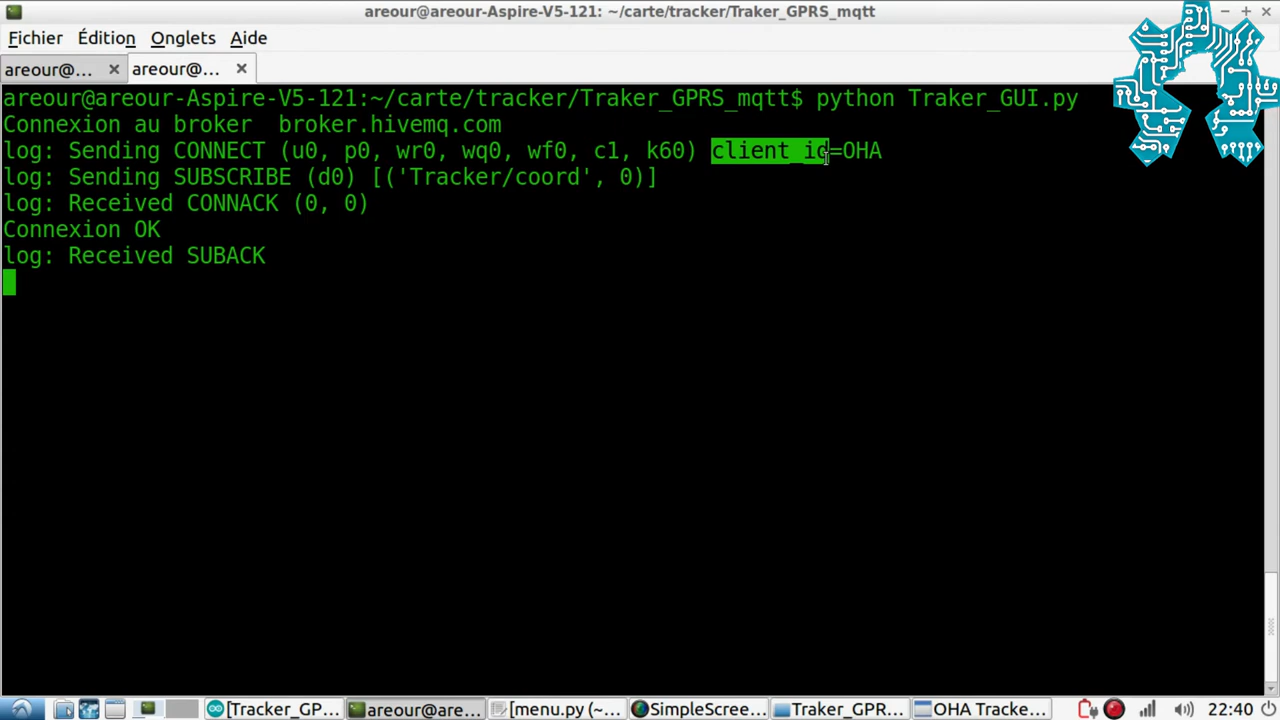 areour@areour-Aspire-V5-121: ~/carte/tracker/Traker_GPRS_mqtt
Fichier Édition Onglets Aide
areour@... areour@...
areour@areour-Aspire-V5-121:~/carte/tracker/Traker_GPRS_mqtt$ python Traker_GUI.py
Connexion au broker  broker.hivemq.com
log: Sending CONNECT (u0, p0, wr0, wq0, wf0, c1, k60) client_id=OHA
log: Sending SUBSCRIBE (d0) [('Tracker/coord', 0)]
log: Received CONNACK (0, 0)
Connexion OK
log: Received SUBACK
[Tracker_GP... areour@are... [menu.py (~... SimpleScree... Traker_GPR... OHA Tracke... 22:40